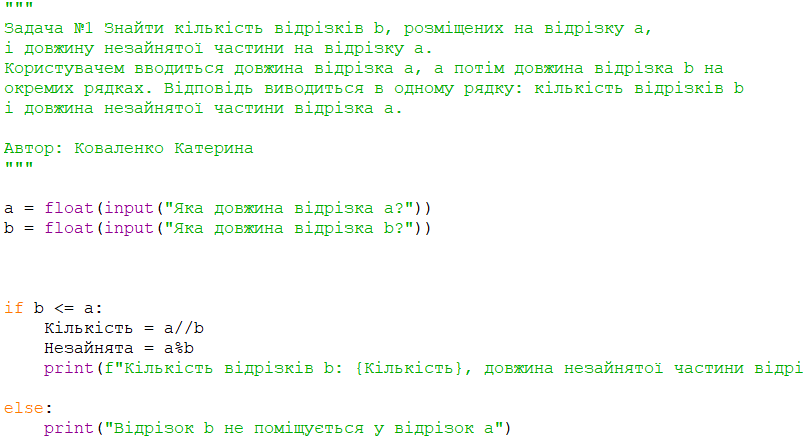 """
Задача №1 Знайти кількість відрізків b, розміщених на відрізку a,
і довжину незайнятої частини на відрізку a.
Користувачем вводиться довжина відрізка a, а потім довжина відрізка b на
окремих рядках. Відповідь виводиться в одному рядку: кількість відрізків b
і довжина незайнятої частини відрізка a.

Автор: Коваленко Катерина
"""

a = float(input("Яка довжина відрізка a?"))
b = float(input("Яка довжина відрізка b?"))

if b <= a:
    Кількість = a//b
    Незайнята = a%b
    print(f"Кількість відрізків b: {Кількість}, довжина незайнятої частини відрі

else:
    print("Відрізок b не поміщується у відрізок a")